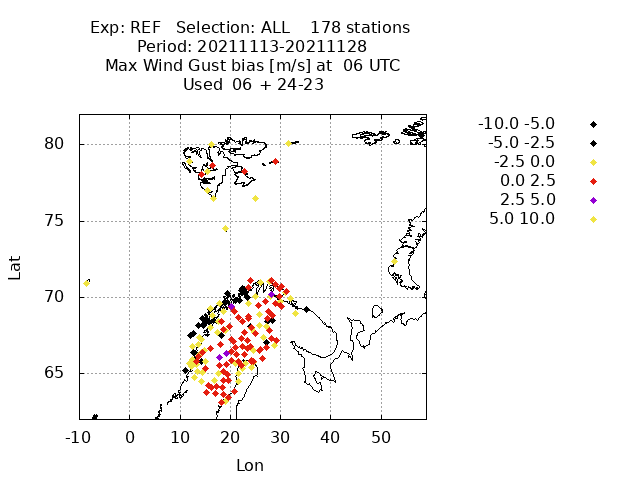 Exp: REF   Selection: ALL    178 stations
Period: 20211113-20211128
Max Wind Gust bias [m/s] at  06 UTC
Used  06 + 24-23
-10.0 -5.0
-5.0 -2.5
-2.5 0.0
0.0 2.5
2.5 5.0
5.0 10.0
80
75
70
65
Lat
-10 0 10 20 30 40 50
Lon